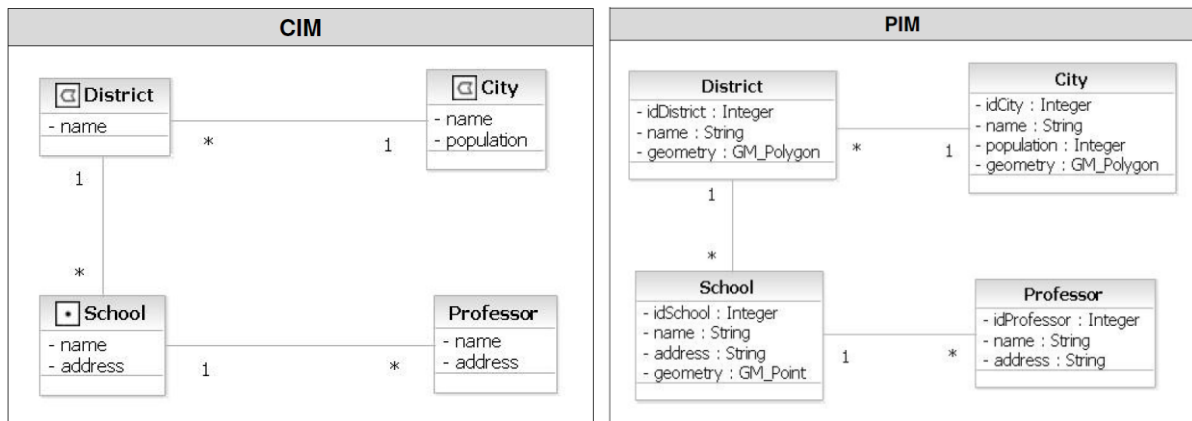 CIM
District
- name
City
- name
- population
*
1
1
*
School
- name
- address
Professor
- name
- address
1
*
PIM
District
- idDistrict : Integer
- name : String
- geometry : GM_Polygon
City
- idCity : Integer
- name : String
- population : Integer
- geometry : GM_Polygon
*
1
1
*
School
- idSchool : Integer
- name : String
- address : String
- geometry : GM_Point
Professor
- idProfessor : Integer
- name : String
- address : String
1
*